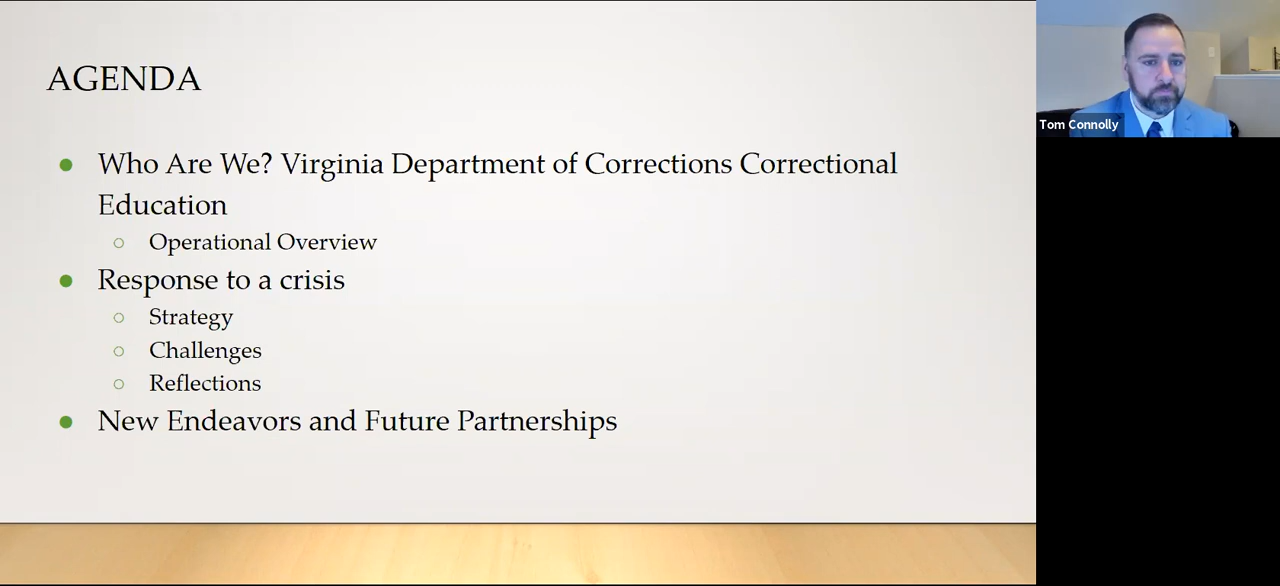 AGENDA
Who Are We? Virginia Department of Corrections Correctional
Education
Operational Overview
Response to a crisis
Strategy
Challenges
Reflections
New Endeavors and Future Partnerships
Tom Connolly